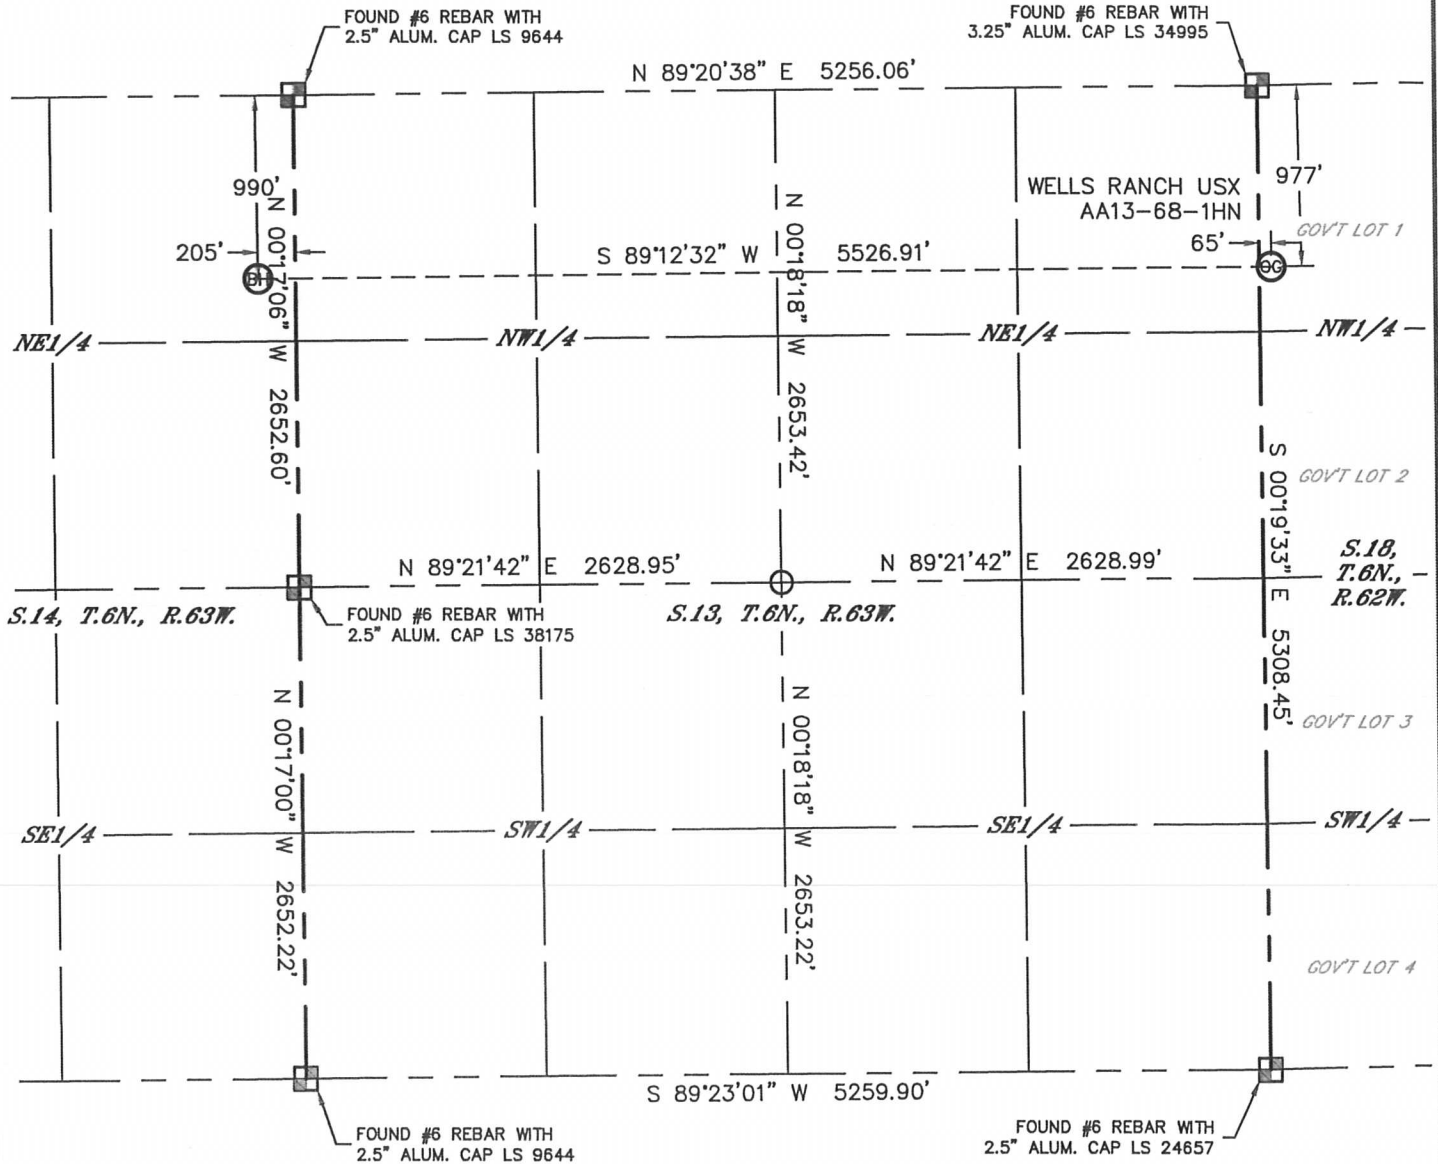 FOUND #6 REBAR WITH
2.5" ALUM. CAP LS 9644
FOUND #6 REBAR WITH
3.25" ALUM. CAP LS 34995
N 89°20'38" E 5256.06'
990'
205'
BH
N 00°17'06" W 2652.60'
S 89°12'32" W 5526.91'
N 00°18'18" W 2653.42'
WELLS RANCH USX
AA13-68-1HN
977'
65'
OG
GOV'T LOT 1
NE1/4
NW1/4
NE1/4
NW1/4
GOV'T LOT 2
S 00°19'33" E 5308.45'
N 89°21'42" E 2628.95'
N 89°21'42" E 2628.99'
S.14, T.6N., R.63W.
FOUND #6 REBAR WITH
2.5" ALUM. CAP LS 38175
S.13, T.6N., R.63W.
S.18,
T.6N.,
R.62W.
N 00°17'00" W 2652.22'
N 00°18'18" W 2653.22'
GOV'T LOT 3
SE1/4
SW1/4
SE1/4
SW1/4
GOV'T LOT 4
S 89°23'01" W 5259.90'
FOUND #6 REBAR WITH
2.5" ALUM. CAP LS 9644
FOUND #6 REBAR WITH
2.5" ALUM. CAP LS 24657